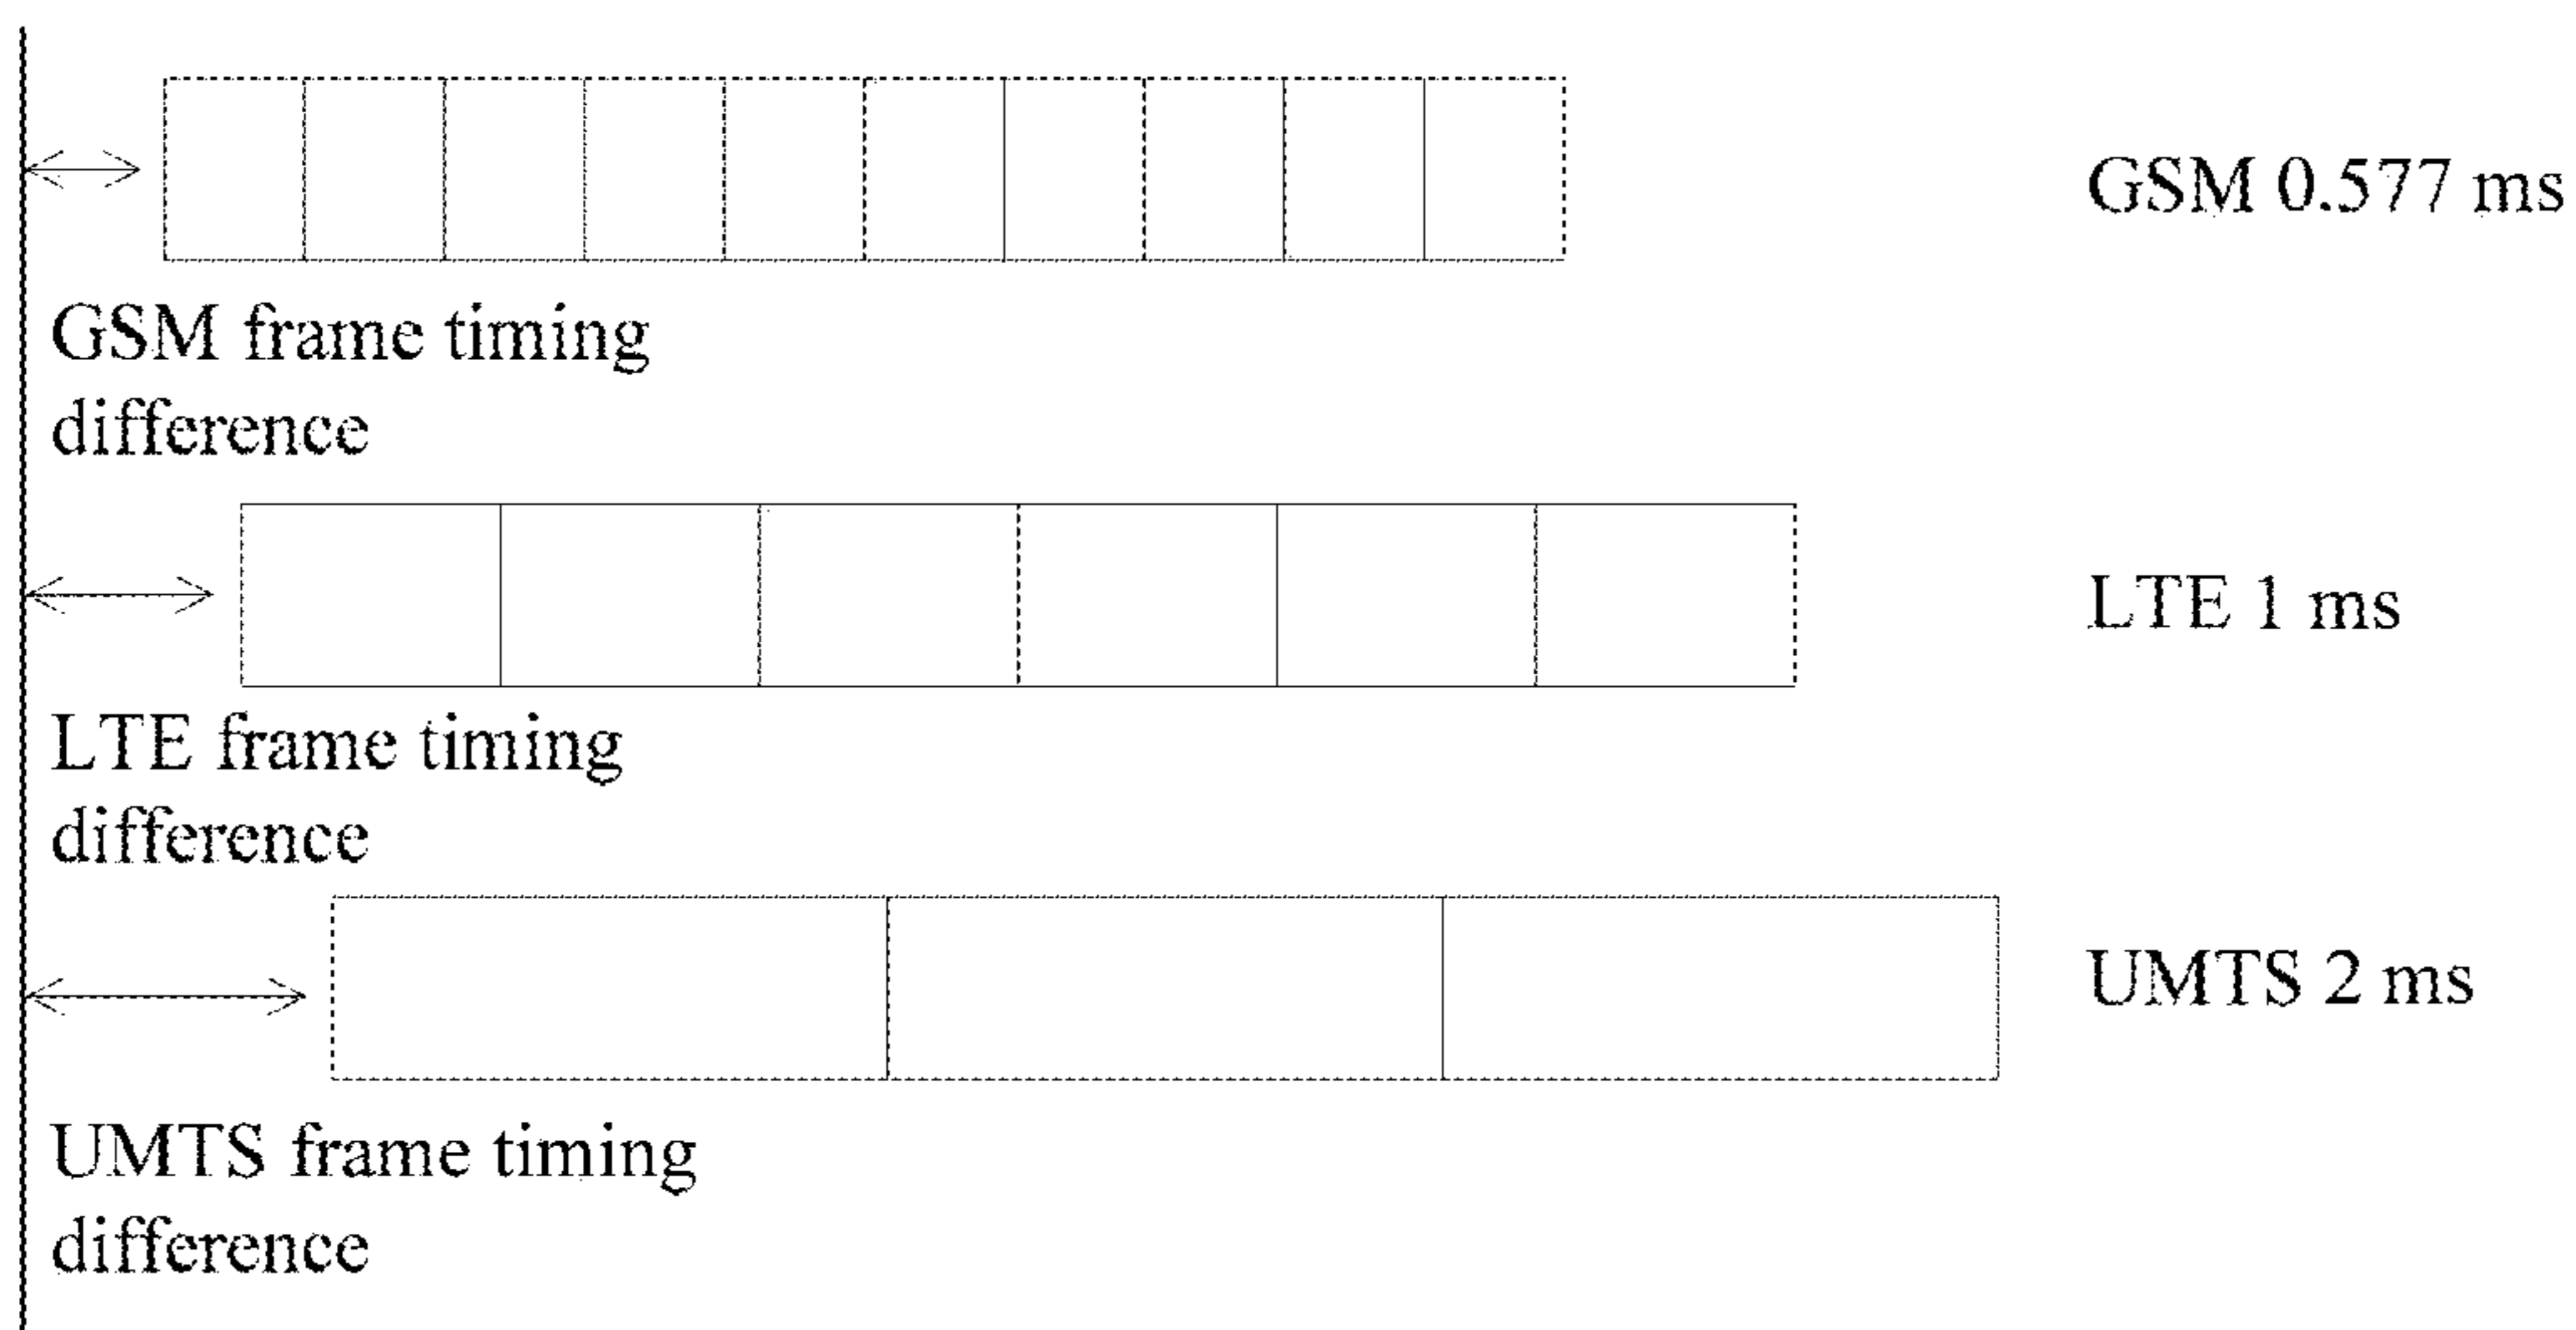 GSM 0.577 ms
GSM frame timing
difference
LTE 1 ms
LTE frame timing
difference
UMTS 2 ms
UMTS frame timing
difference